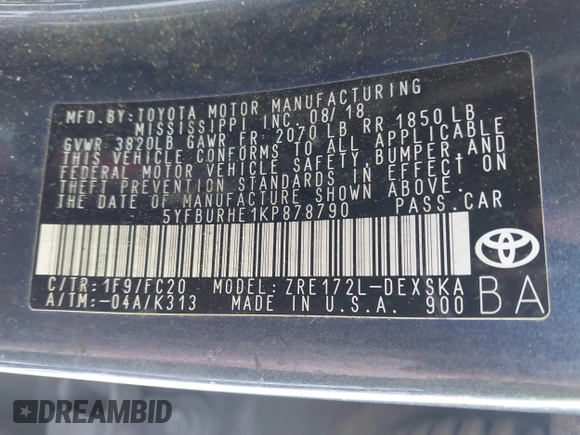 MFD.BY:TOYOTA MOTOR MANUFACTURING
MISSISSIPPI INC. 08/18
GVWR 3820LB GAWR FR. 2070 LB RR 1850 LB
THIS VEHICLE CONFORMS TO ALL APPLICABLE
FEDERAL MOTOR VEHICLE SAFETY, BUMPER AND
THEFT PREVENTION STANDARDS IN EFFECT ON
THE DATE OF MANUFACTURE SHOWN ABOVE.
5YFBURHE1KP878790 PASS.CAR
C/TR:1F9/FC20 MODEL:ZRE172L-DEXSKA
A/TM:-04A/K313 MADE IN U.S.A. 900
BA
DREAMBID